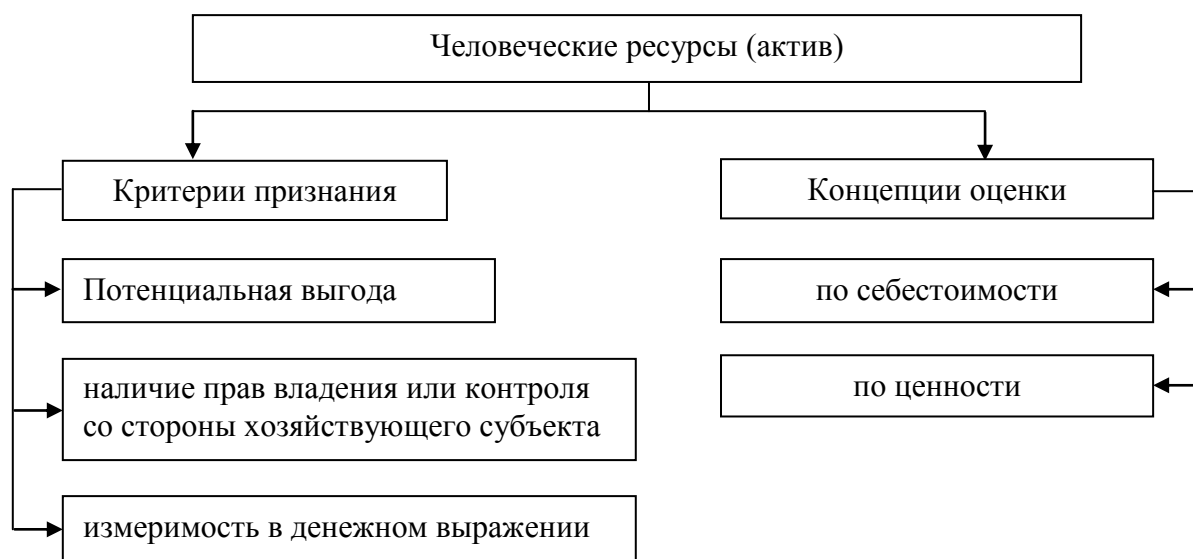 Человеческие ресурсы (актив)
Критерии признания
Потенциальная выгода
наличие прав владения или контроля
со стороны хозяйствующего субъекта
измеримость в денежном выражении
Концепции оценки
по себестоимости
по ценности